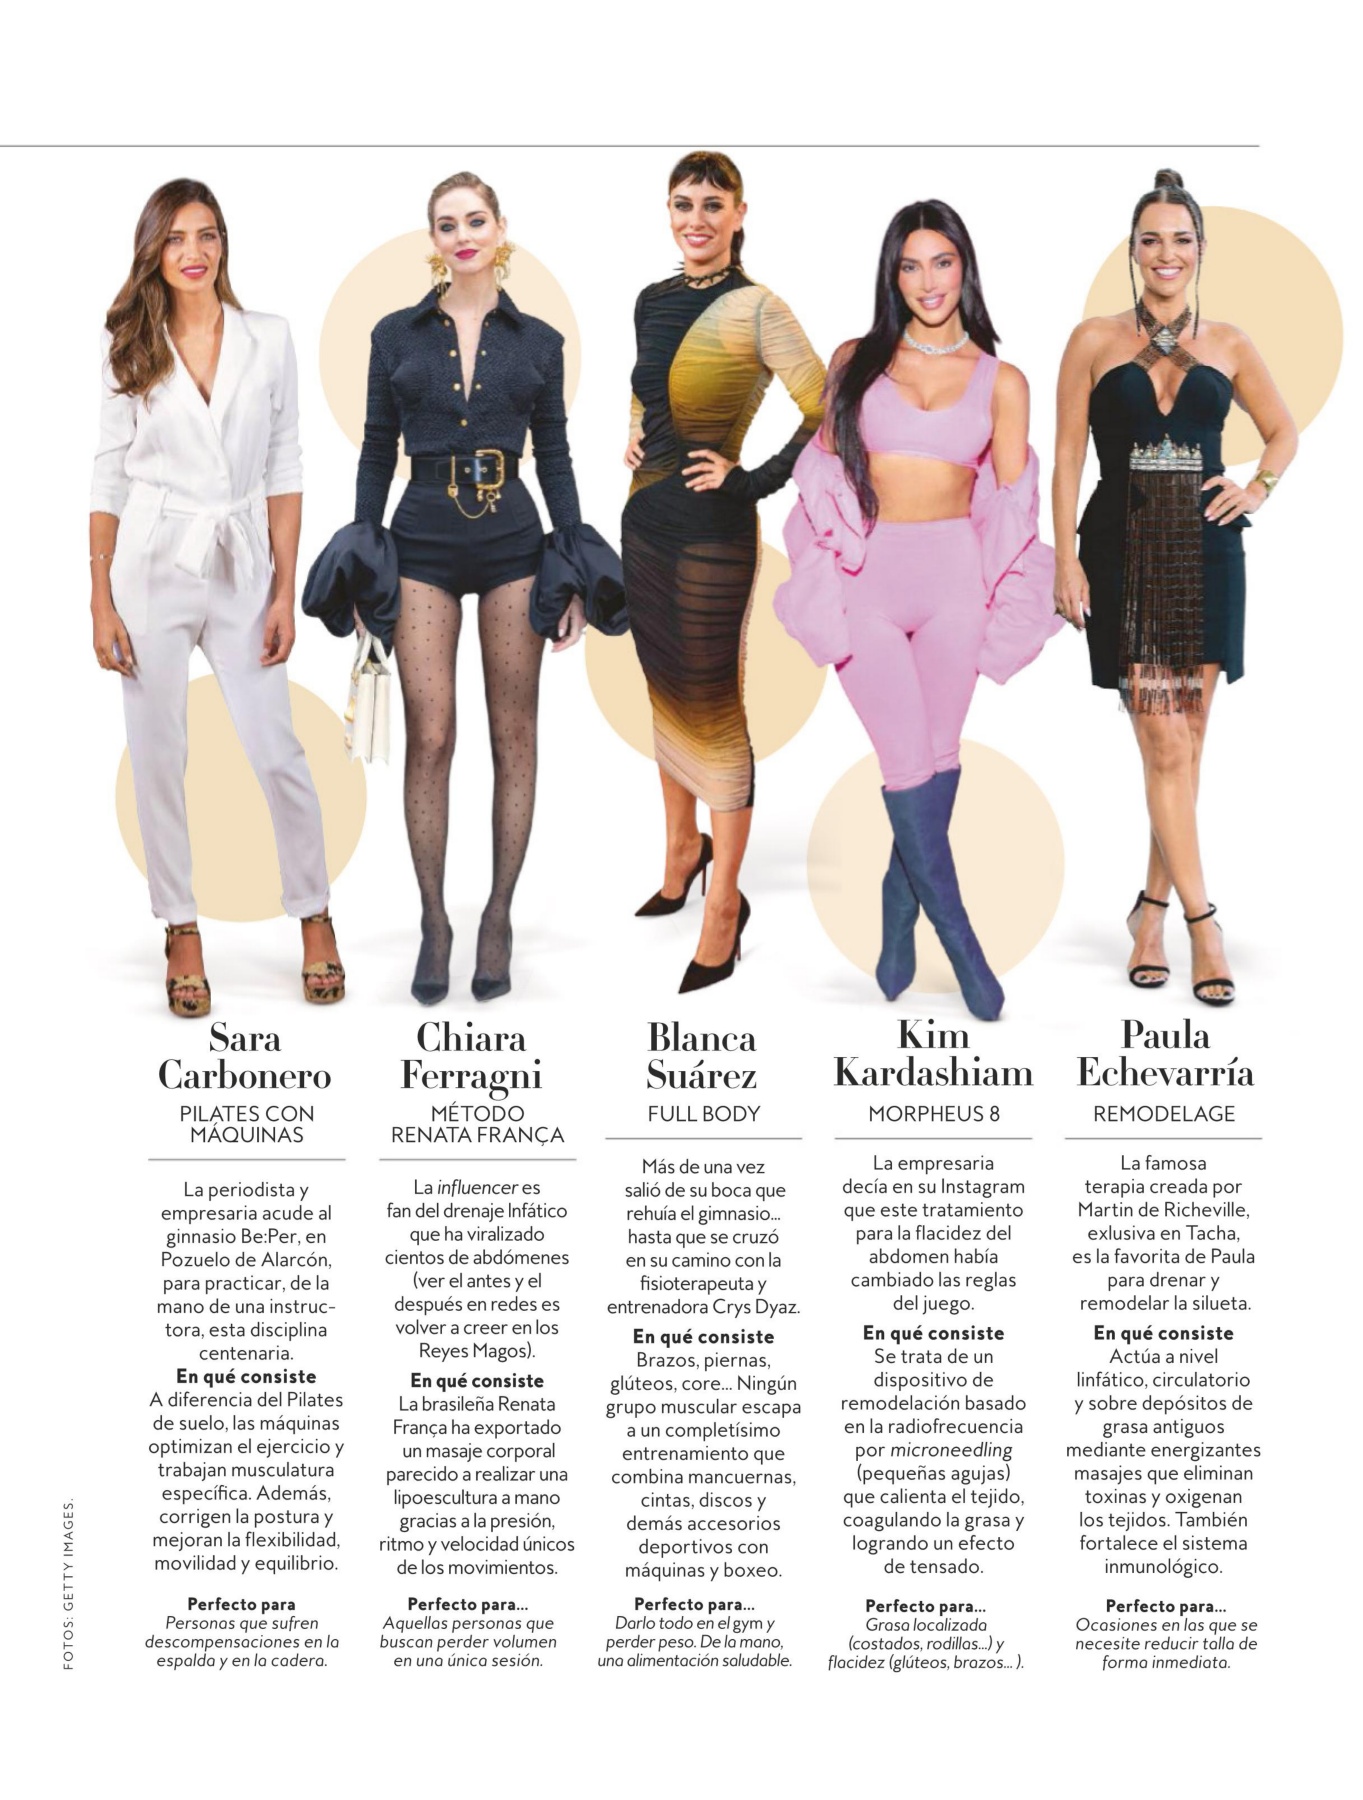 Sara
Carbonero
PILATES CON
MÁQUINAS
La periodista y
empresaria acude al
ginnasio Be:Per, en
Pozuelo de Alarcón,
para practicar, de la
mano de una instruc-
tora, esta disciplina
centenaria.
En qué consiste
A diferencia del Pilates
de suelo, las máquinas
optimizan el ejercicio y
trabajan musculatura
específica. Además,
corrigen la postura y
mejoran la flexibilidad,
movilidad y equilibrio.
Perfecto para
Personas que sufren
descompensaciones en la
espalda y en la cadera.
Chiara
Ferragni
MÉTODO
RENATA FRANÇA
La influencer es
fan del drenaje lnfático
que ha viralizado
cientos de abdómenes
(ver el antes y el
después en redes es
volver a creer en los
Reyes Magos).
En qué consiste
La brasileña Renata
França ha exportado
un masaje corporal
parecido a realizar una
lipoescultura a mano
gracias a la presión,
ritmo y velocidad únicos
de los movimientos.
Perfecto para...
Aquellas personas que
buscan perder volumen
en una única sesión.
Blanca
Suárez
FULL BODY
Más de una vez
salió de su boca que
rehuía el gimnasio...
hasta que se cruzó
en su camino con la
fisioterapeuta y
entrenadora Crys Dyaz.
En qué consiste
Brazos, piernas,
glúteos, core... Ningún
grupo muscular escapa
a un completísimo
entrenamiento que
combina mancuernas,
cintas, discos y
demás accesorios
deportivos con
máquinas y boxeo.
Perfecto para...
Darlo todo en el gym y
perder peso. De la mano,
una alimentación saludable.
Kim
Kardashiam
MORPHEUS 8
La empresaria
decía en su Instagram
que este tratamiento
para la flacidez del
abdomen había
cambiado las reglas
del juego.
En qué consiste
Se trata de un
dispositivo de
remodelación basado
en la radiofrecuencia
por microneedling
(pequeñas agujas)
que calienta el tejido,
coagulando la grasa y
logrando un efecto
de tensado.
Perfecto para...
Grasa localizada
(costados, rodillas...) y
flacidez (glúteos, brazos... ).
Paula
Echevarría
REMODELAGE
La famosa
terapia creada por
Martin de Richeville,
exlusiva en Tacha,
es la favorita de Paula
para drenar y
remodelar la silueta.
En qué consiste
Actúa a nivel
linfático, circulatorio
y sobre depósitos de
grasa antiguos
mediante energizantes
masajes que eliminan
toxinas y oxigenan
los tejidos. También
fortalece el sistema
inmunológico.
Perfecto para...
Ocasiones en las que se
necesite reducir talla de
forma inmediata.
FOTOS: GETTY IMAGES.